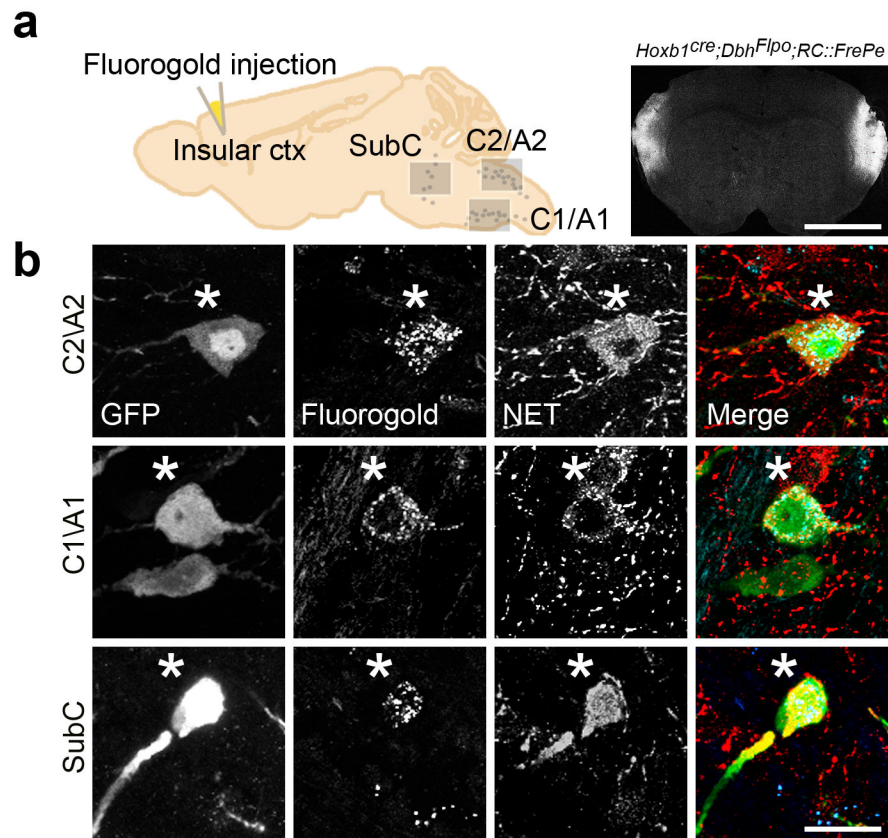 a
Hoxb1cre;DbhFlpo;RC::FrePe
Fluorogold injection
Insular ctx
SubC
C2/A2
C1/A1
b
C2\A2
*
*
*
*
GFP
Fluorogold
NET
Merge
C1\A1
*
*
*
*
SubC
*
*
*
*